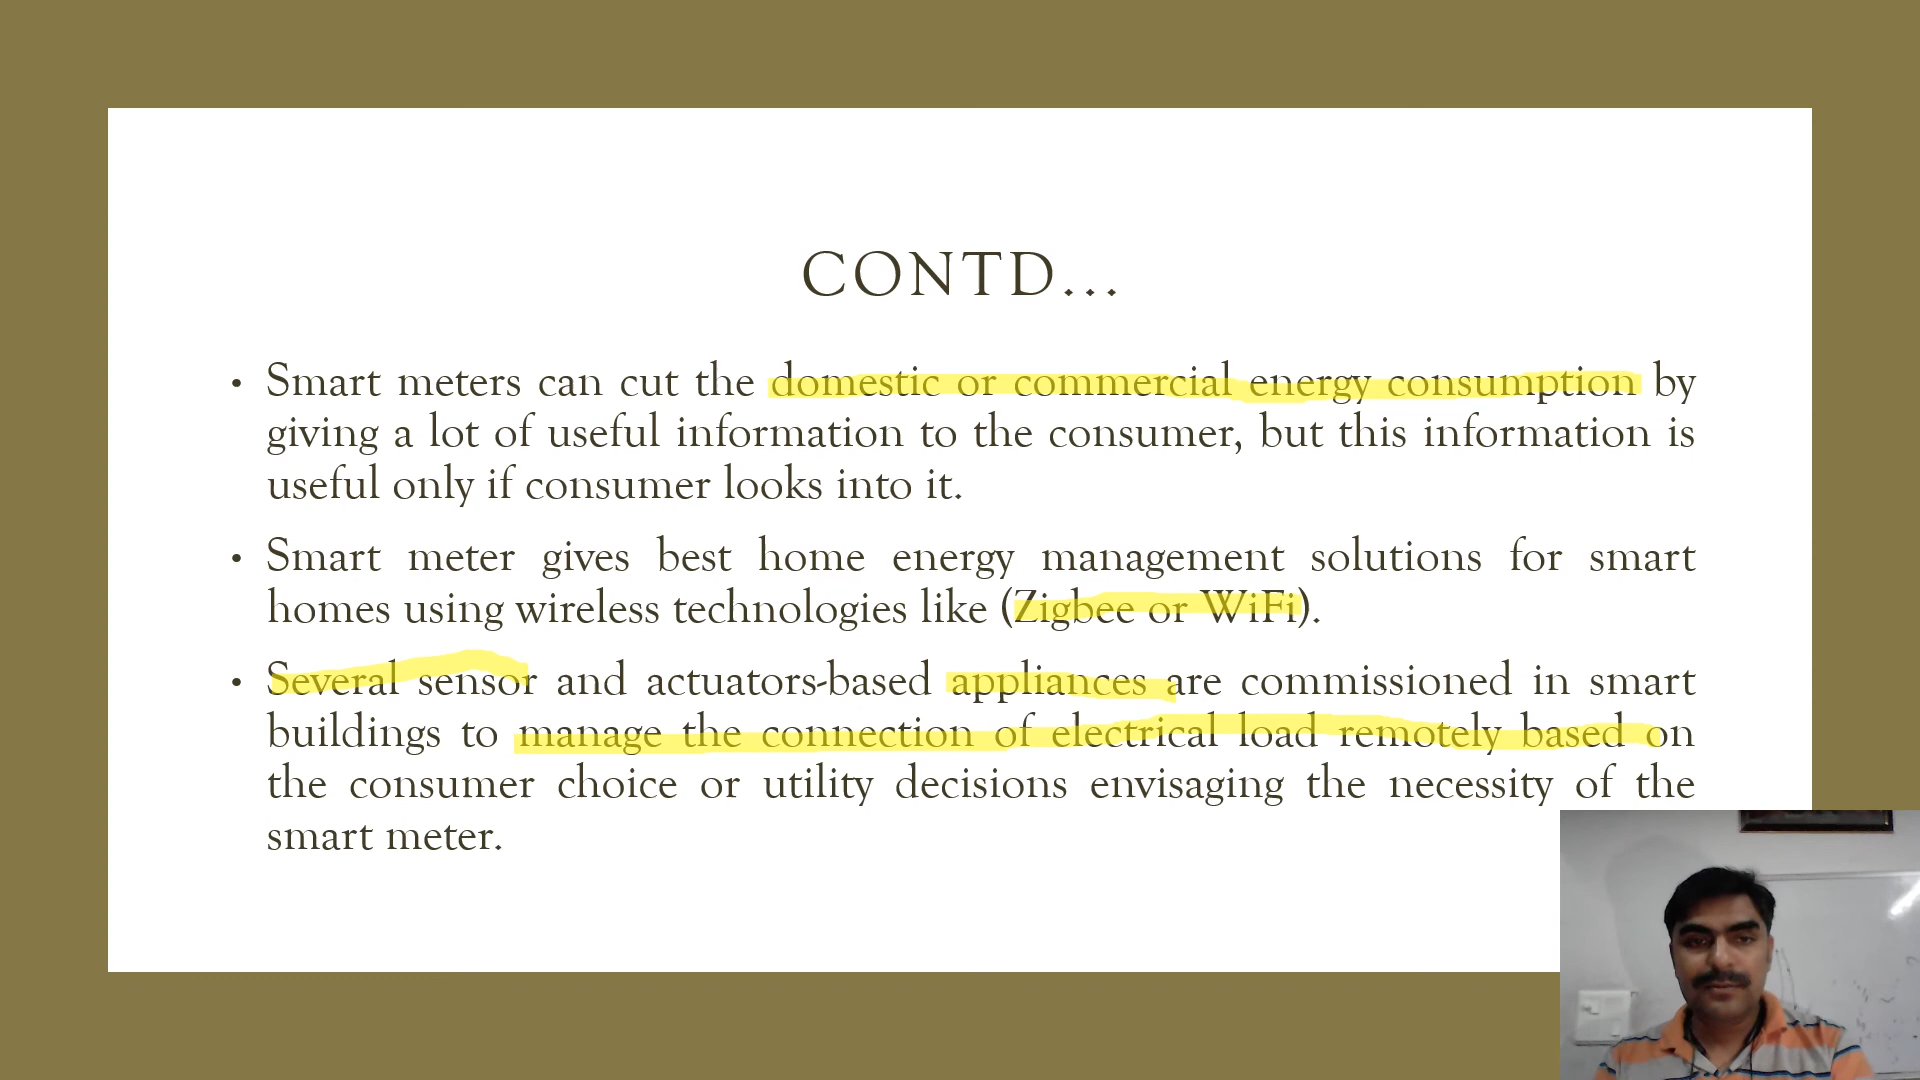 CONTD...
• Smart meters can cut the domestic or commercial energy consumption by
giving a lot of useful information to the consumer, but this information is
useful only if consumer looks into it.
• Smart meter gives best home energy management solutions for smart
homes using wireless technologies like (Zigbee or WiFi).
• Several sensor and actuators-based appliances are commissioned in smart
buildings to manage the connection of electrical load remotely based on
the consumer choice or utility decisions envisaging the necessity of the
smart meter.